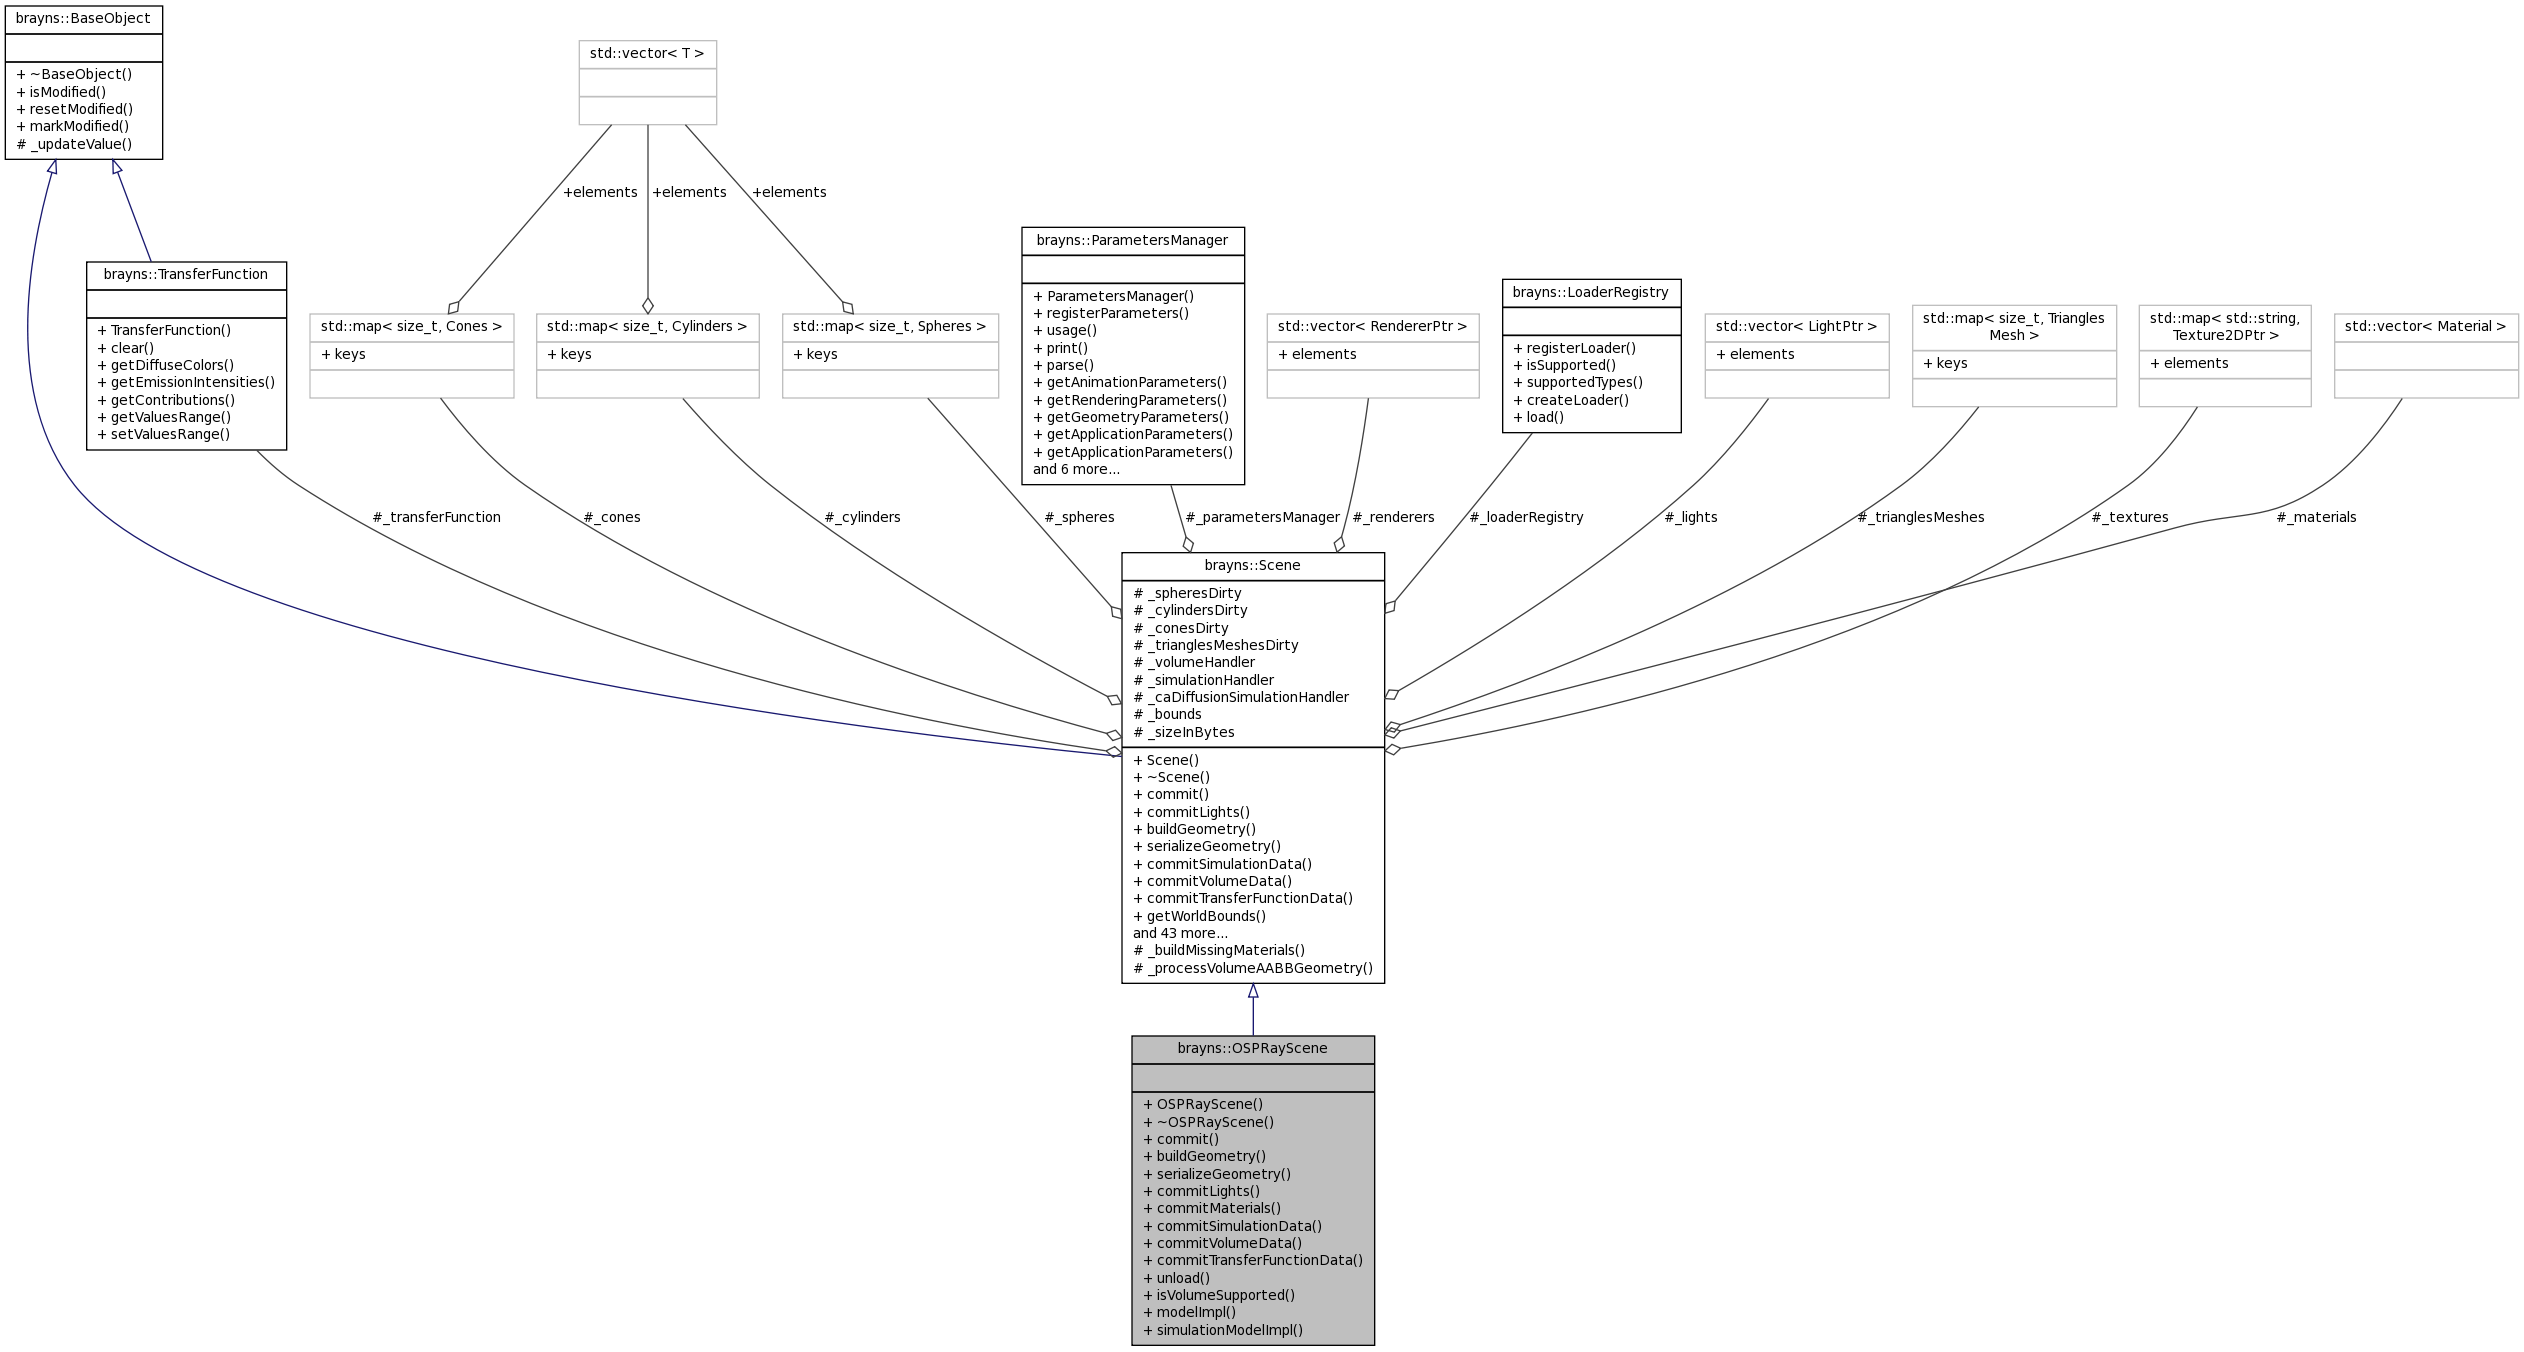 brayns::BaseObject
+ ~BaseObject()
+ isModified()
+ resetModified()
+ markModified()
# _updateValue()
std::vector< T >
+elements
+elements
+elements
brayns::TransferFunction
+ TransferFunction()
+ clear()
+ getDiffuseColors()
+ getEmissionIntensities()
+ getContributions()
+ getValuesRange()
+ setValuesRange()
std::map< size_t, Cones >
+ keys
std::map< size_t, Cylinders >
+ keys
std::map< size_t, Spheres >
+ keys
brayns::ParametersManager
+ ParametersManager()
+ registerParameters()
+ usage()
+ print()
+ parse()
+ getAnimationParameters()
+ getRenderingParameters()
+ getGeometryParameters()
+ getApplicationParameters()
+ getApplicationParameters()
and 6 more...
std::vector< RendererPtr >
+ elements
brayns::LoaderRegistry
+ registerLoader()
+ isSupported()
+ supportedTypes()
+ createLoader()
+ load()
std::vector< LightPtr >
+ elements
std::map< size_t, Triangles
Mesh >
+ keys
std::map< std::string,
Texture2DPtr >
+ elements
std::vector< Material >
#_transferFunction
#_cones
#_cylinders
#_spheres
#_parametersManager
#_renderers
#_loaderRegistry
#_lights
#_trianglesMeshes
#_textures
#_materials
brayns::Scene
# _spheresDirty
# _cylindersDirty
# _conesDirty
# _trianglesMeshesDirty
# _volumeHandler
# _simulationHandler
# _caDiffusionSimulationHandler
# _bounds
# _sizeInBytes
+ Scene()
+ ~Scene()
+ commit()
+ commitLights()
+ buildGeometry()
+ serializeGeometry()
+ commitSimulationData()
+ commitVolumeData()
+ commitTransferFunctionData()
+ getWorldBounds()
and 43 more...
# _buildMissingMaterials()
# _processVolumeAABBGeometry()
brayns::OSPRayScene
+ OSPRayScene()
+ ~OSPRayScene()
+ commit()
+ buildGeometry()
+ serializeGeometry()
+ commitLights()
+ commitMaterials()
+ commitSimulationData()
+ commitVolumeData()
+ commitTransferFunctionData()
+ unload()
+ isVolumeSupported()
+ modelImpl()
+ simulationModelImpl()